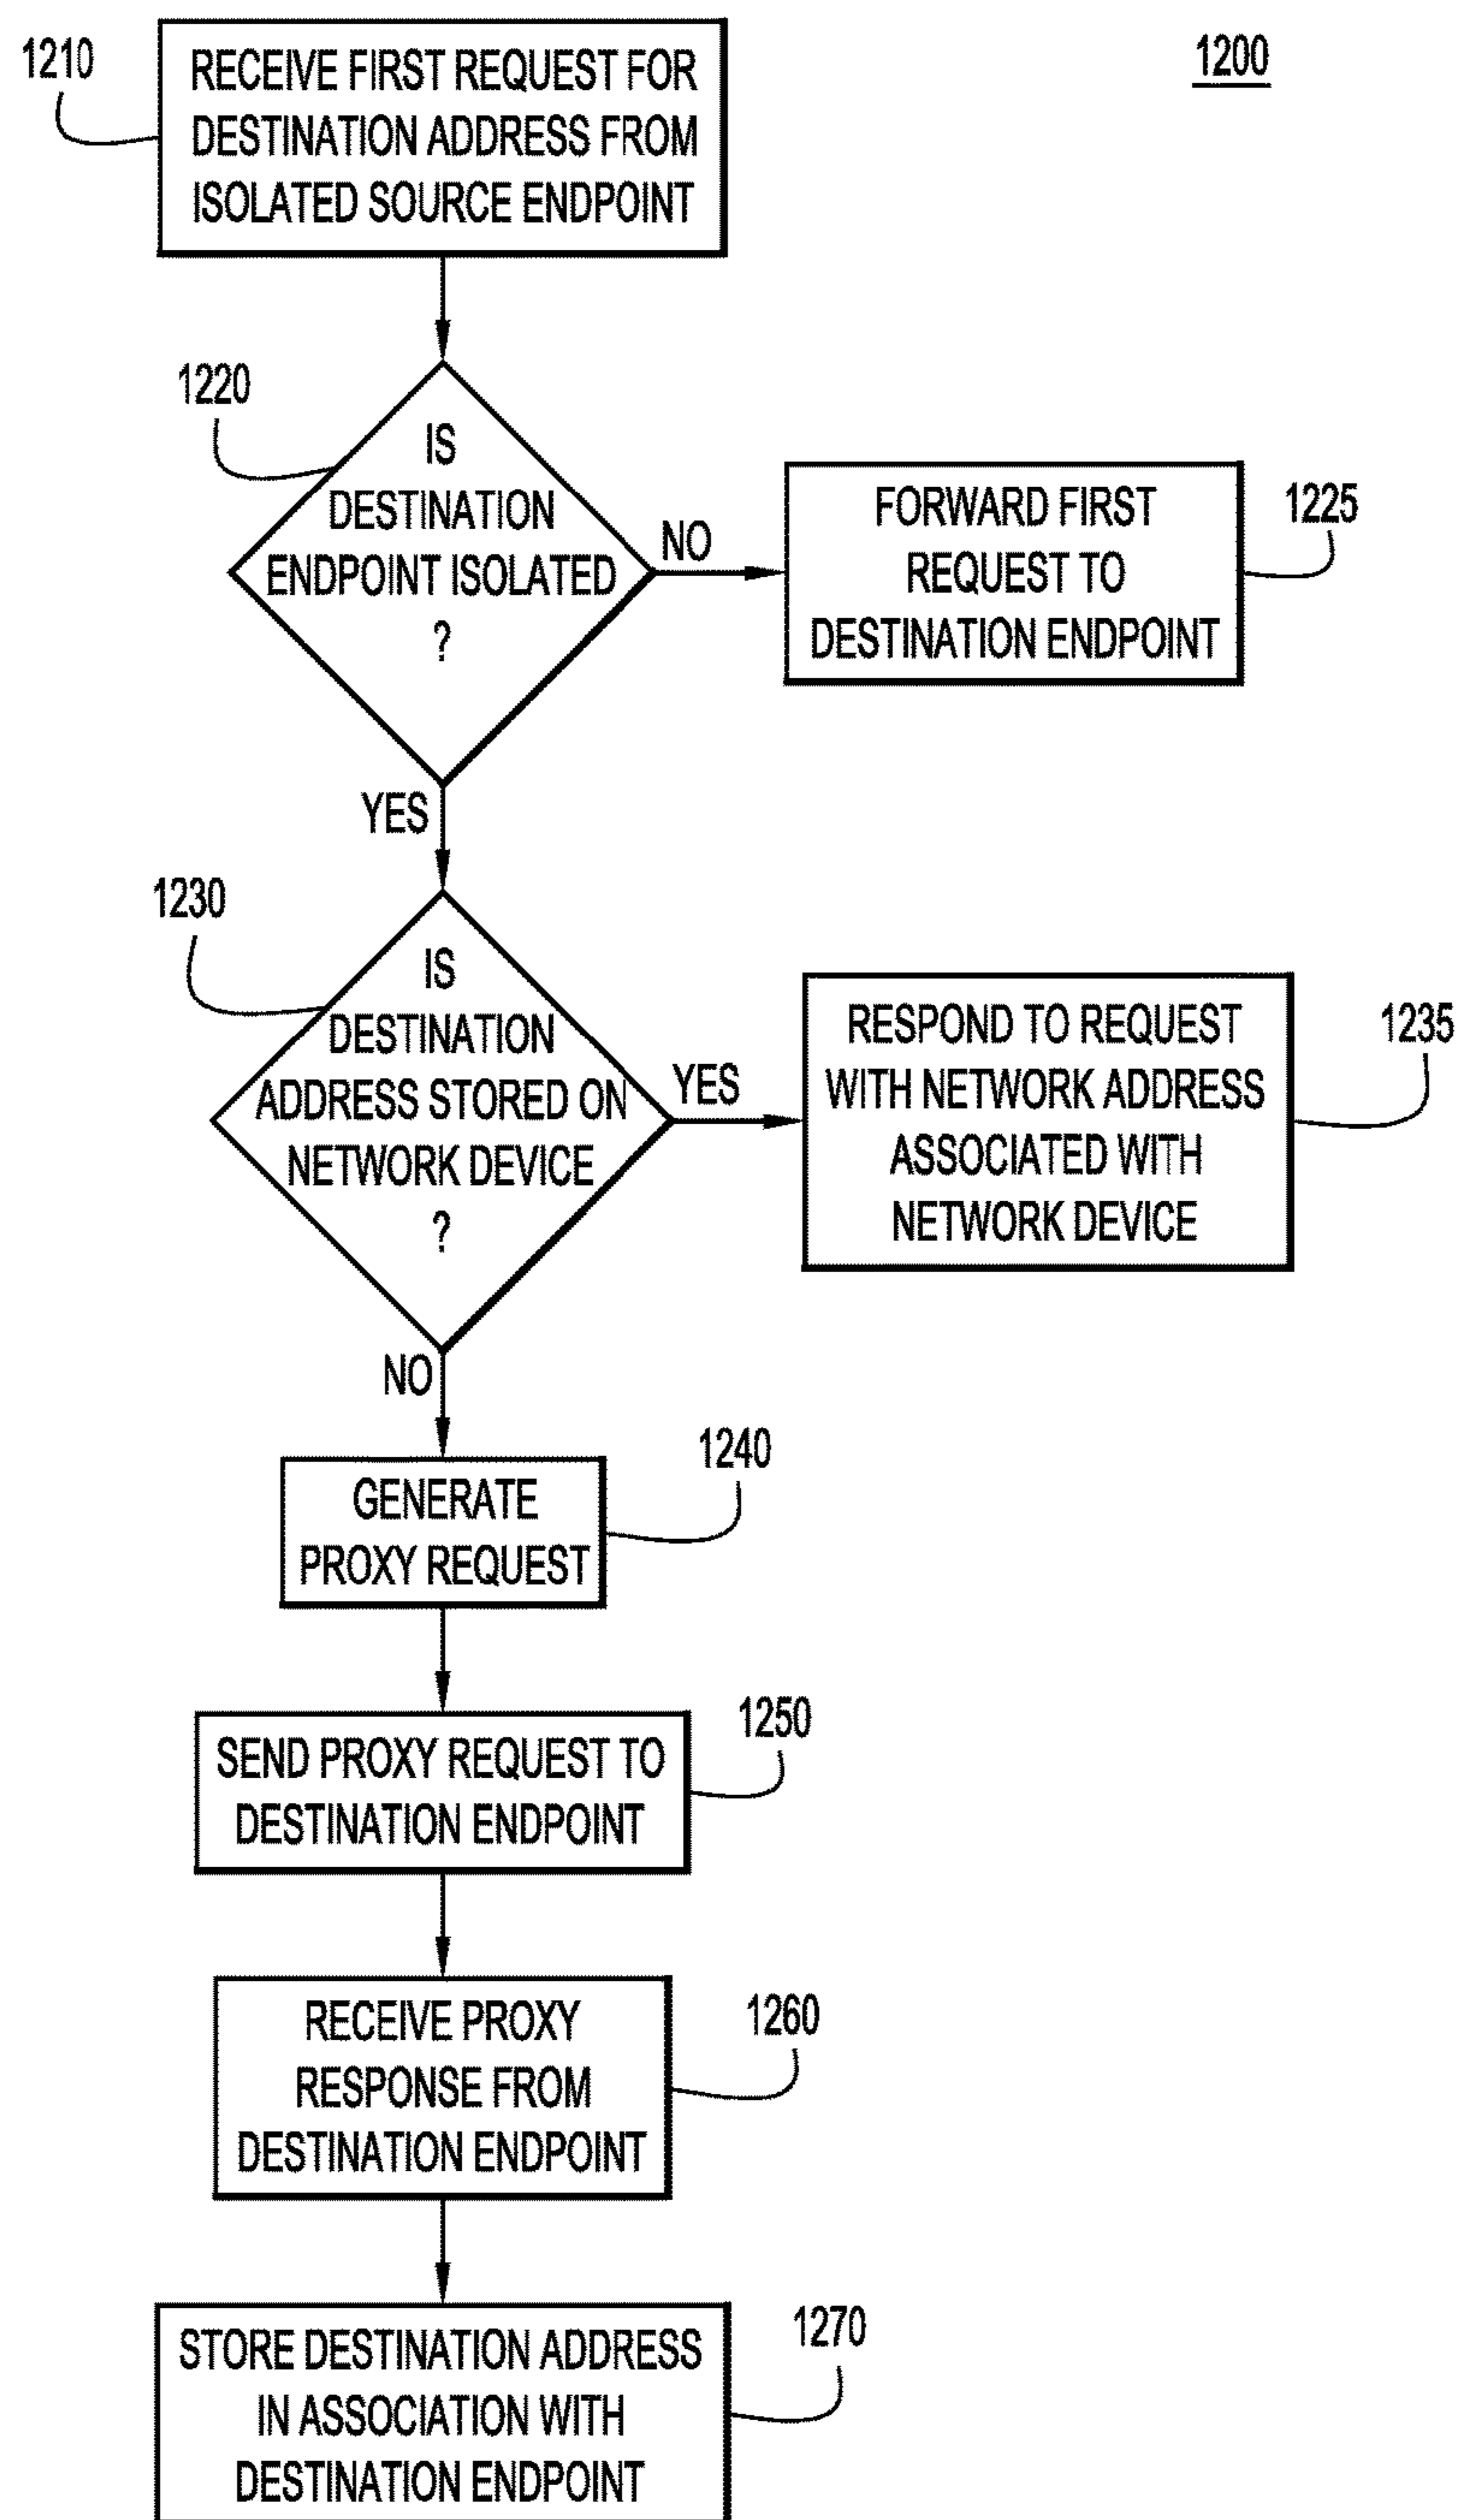 1200
1210
RECEIVE FIRST REQUEST FOR
DESTINATION ADDRESS FROM
ISOLATED SOURCE ENDPOINT
1220
IS
DESTINATION
ENDPOINT ISOLATED
?
NO
FORWARD FIRST
REQUEST TO
DESTINATION ENDPOINT
1225
YES
1230
IS
DESTINATION
ADDRESS STORED ON
NETWORK DEVICE
?
YES
RESPOND TO REQUEST
WITH NETWORK ADDRESS
ASSOCIATED WITH
NETWORK DEVICE
1235
NO
GENERATE
PROXY REQUEST
1240
SEND PROXY REQUEST TO
DESTINATION ENDPOINT
1250
RECEIVE PROXY
RESPONSE FROM
DESTINATION ENDPOINT
1260
STORE DESTINATION ADDRESS
IN ASSOCIATION WITH
DESTINATION ENDPOINT
1270